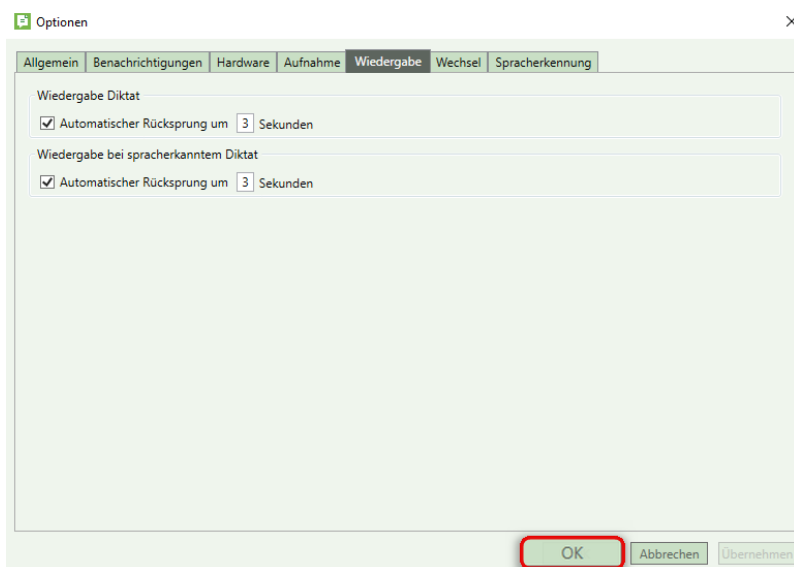 Optionen
Allgemein Benachrichtigungen Hardware Aufnahme Wiedergabe Wechsel Spracherkennung
Wiedergabe Diktat
Automatischer Rücksprung um 3 Sekunden
Wiedergabe bei spracherkanntem Diktat
Automatischer Rücksprung um 3 Sekunden
OK Abbrechen Übernehmen